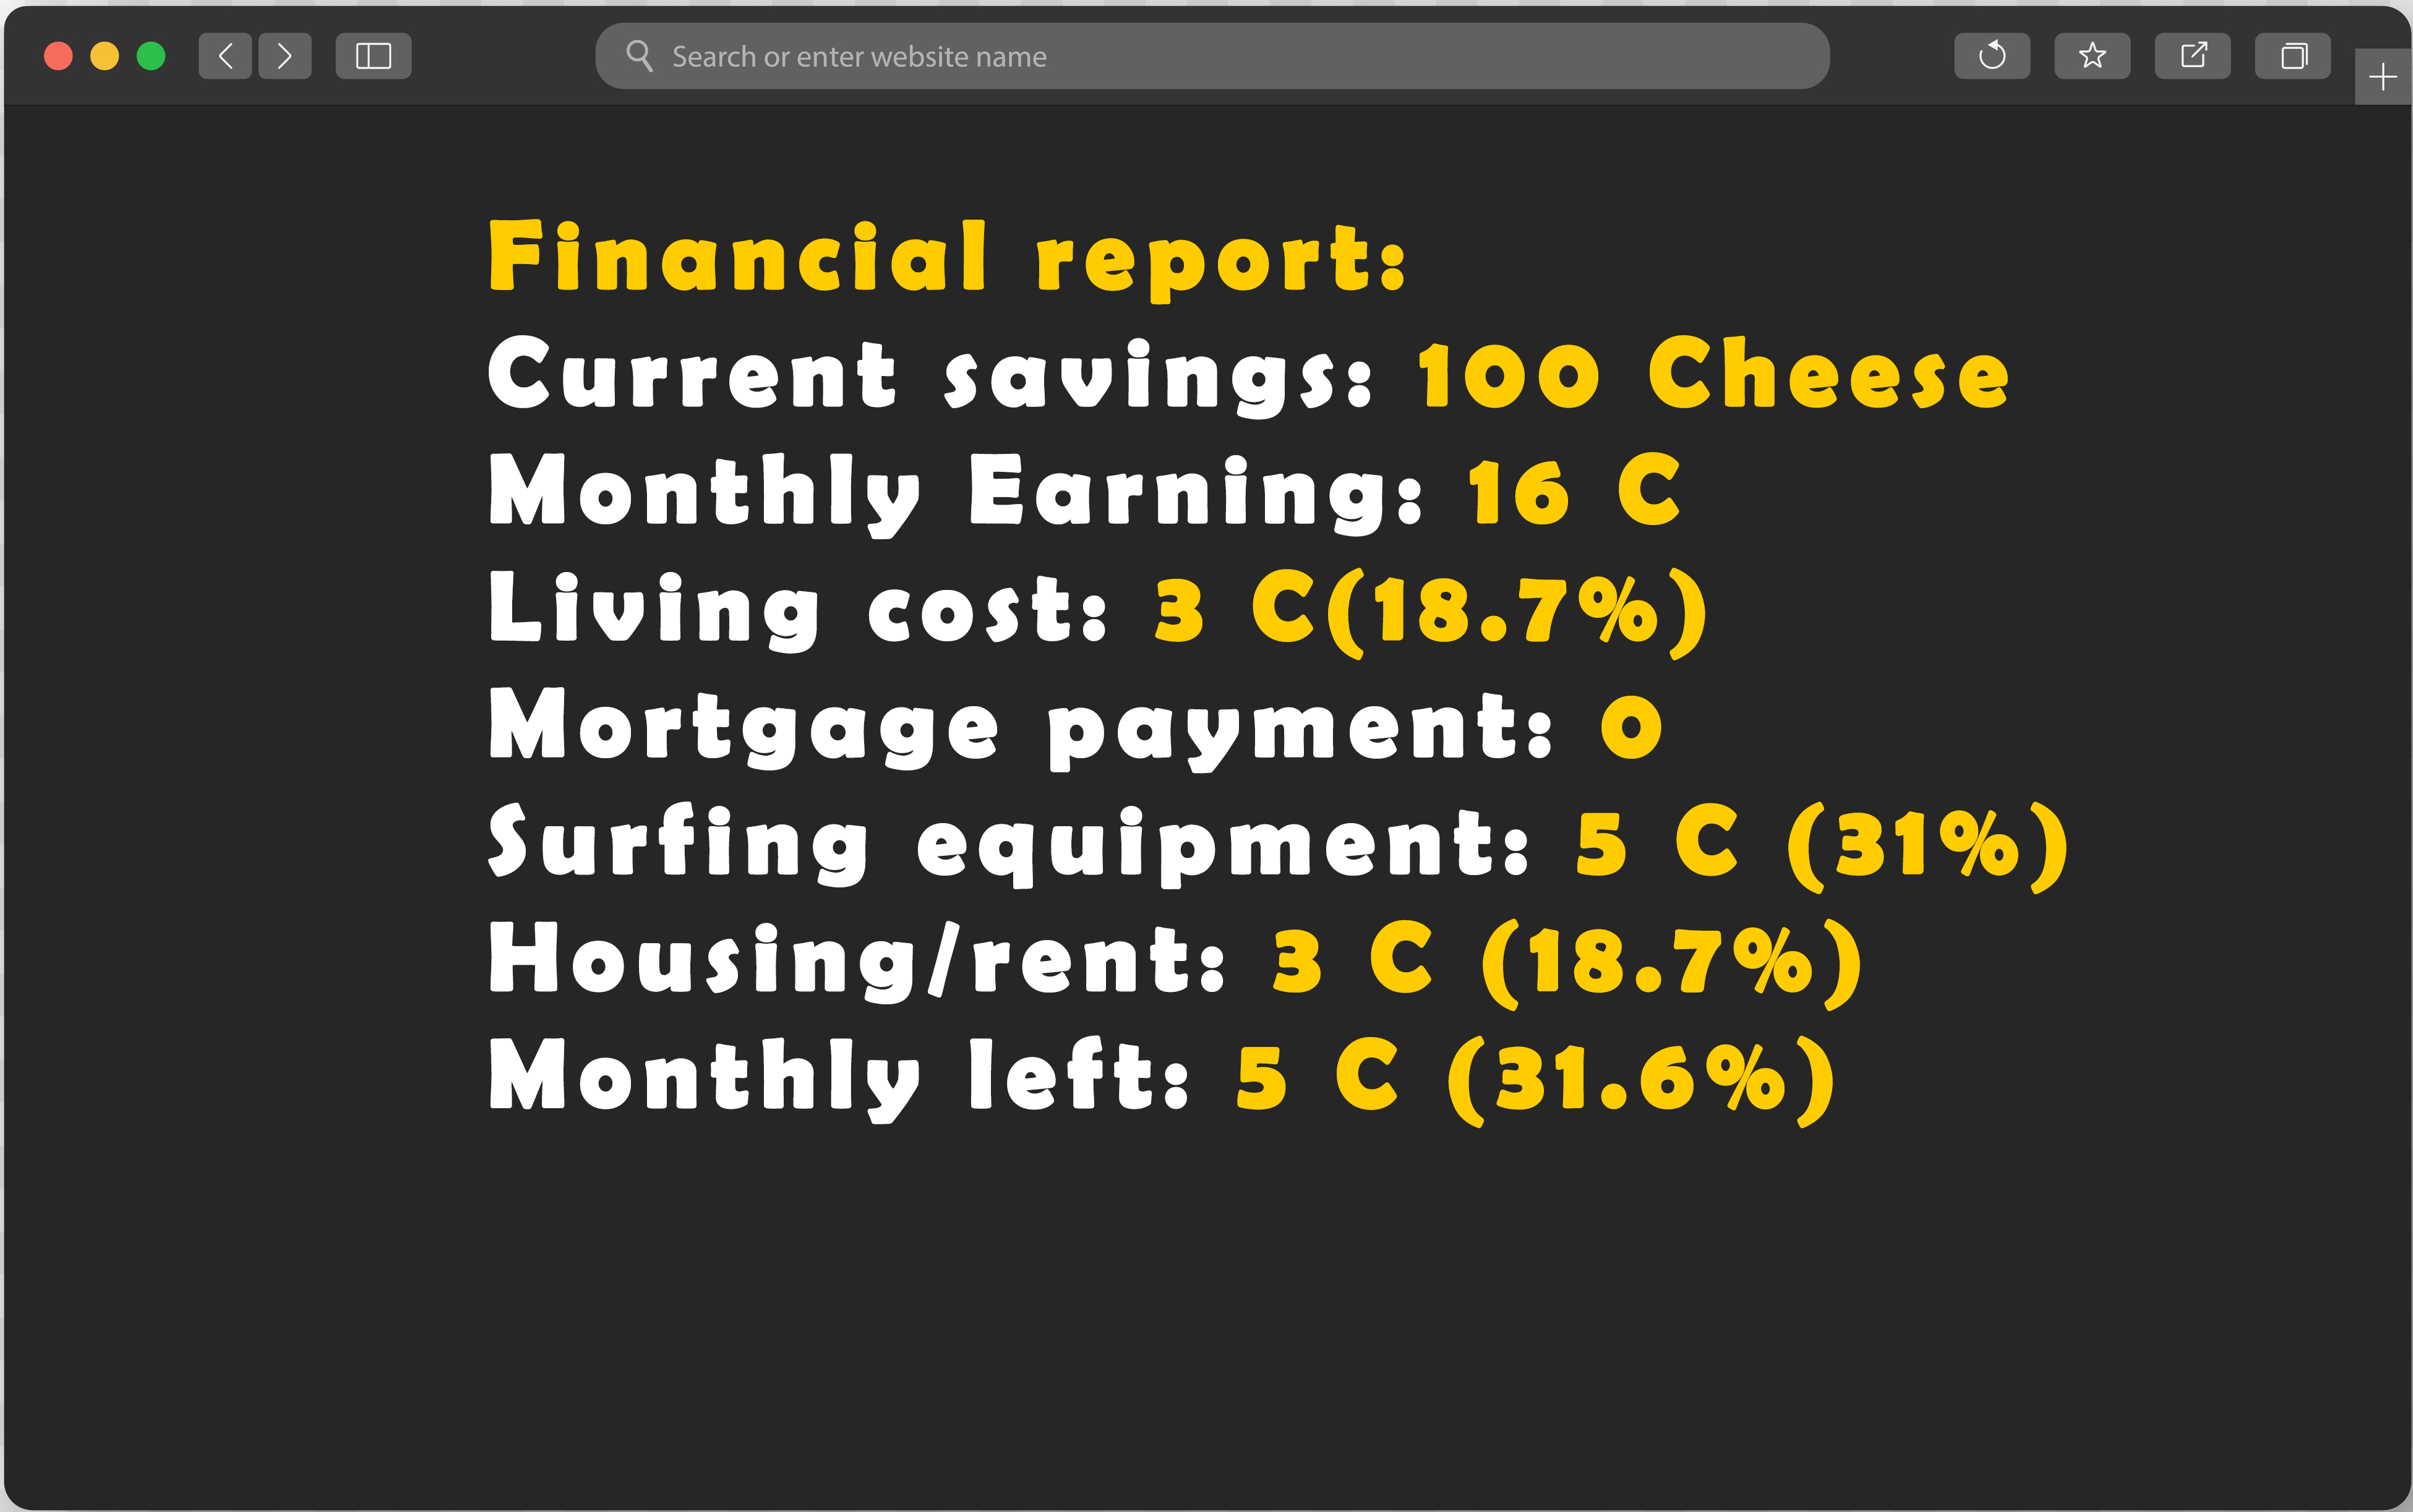 Search or enter website name
Financial report:
Current savings: 100 Cheese
Monthly Earning: 16 C
Living cost: 3 C(18.7%)
Mortgage payment: 0
Surfing equipment: 5 C (31%)
Housing/rent: 3 C (18.7%)
Monthly left: 5 C (31.6%)